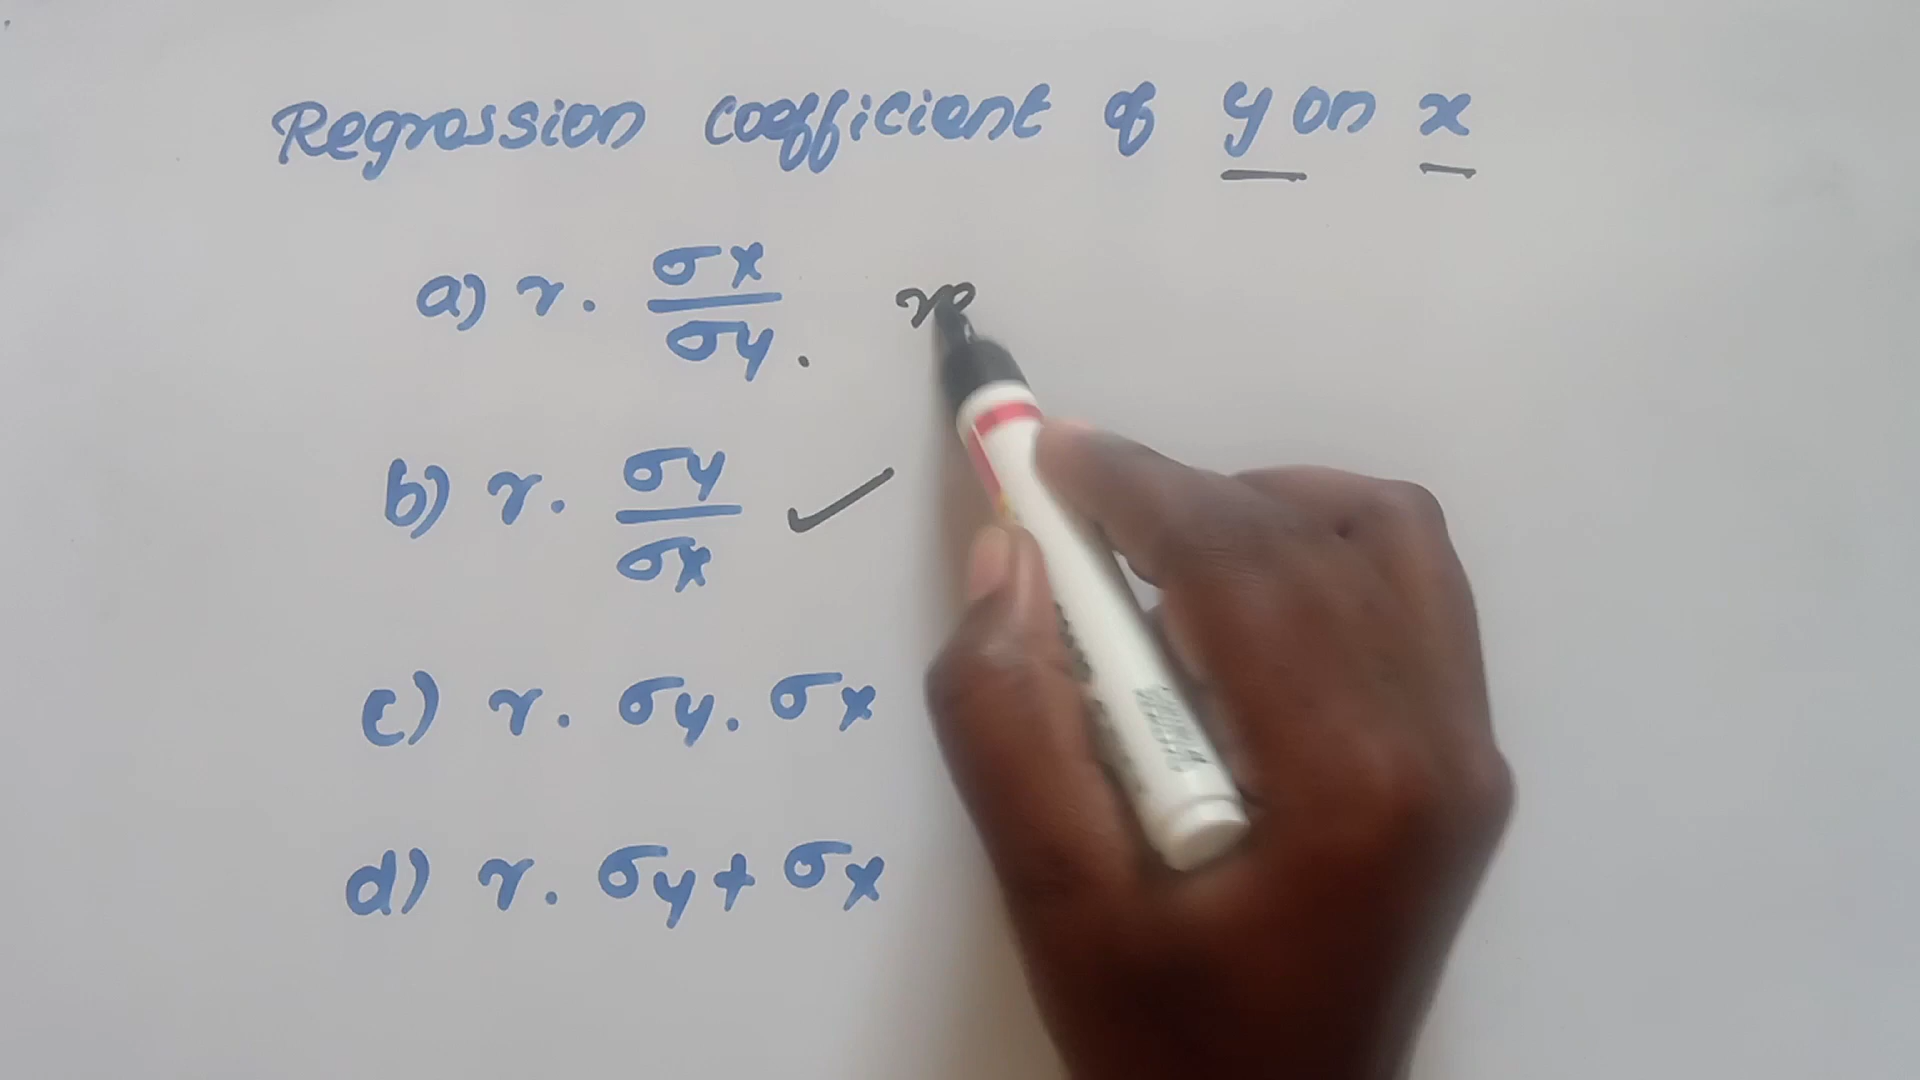 Regression coefficient of y on x
a) r. σx/σy.
b) r. σy/σx ✓
c) r. σy. σx
d) r. σy + σx